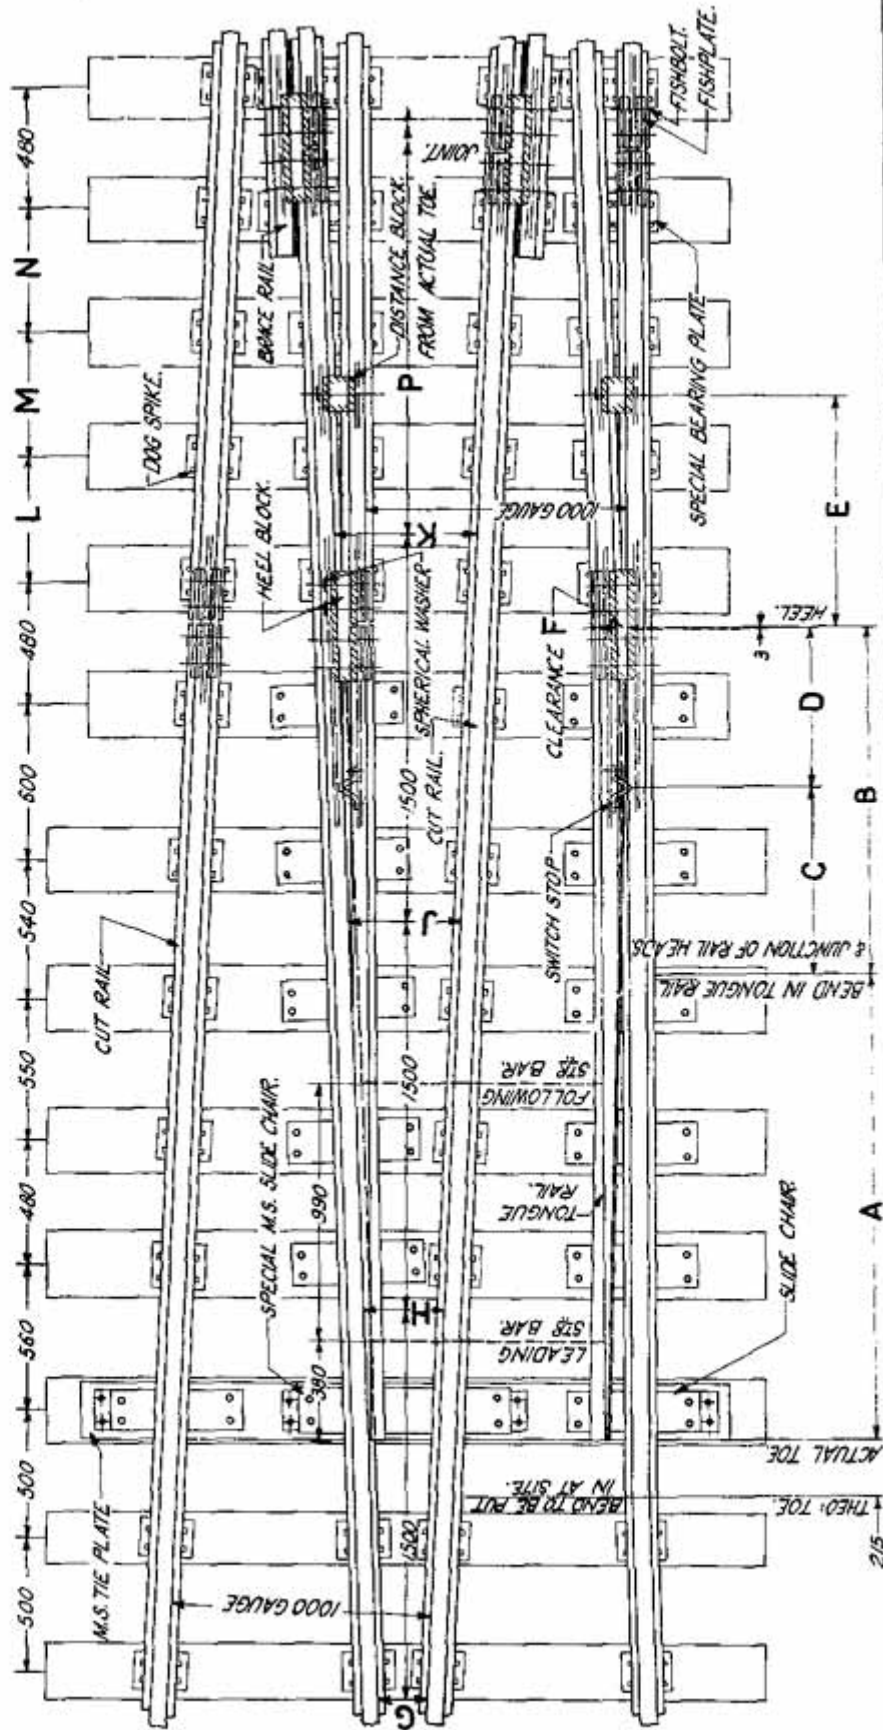 500
500
560
480
550
540
600
480
L
M
N
480
M.S. TIE PLATE
CUT RAIL
DOG SPIKE.
1000 GAUGE
SPECIAL M.S. SLIDE CHAIR.
HEEL BLOCK.
BRACE RAIL
G
1500
380
H
990
1500
J
1500
K
P
SPHERICAL WASHER
CUT RAIL.
DISTANCE BLOCK.
FROM ACTUAL TOE.
JOINT.
BEND TO BE PUT
IN AT SITE.
LEADING
STR. BAR.
TONGUE
RAIL.
FOLLOWING
STR. BAR.
1000 GAUGE
SWITCH STOP
CLEARANCE F
SLIDE CHAIR.
BEND IN TONGUE RAIL
& JUNCTION OF RAIL HEADS
HEEL.
3
SPECIAL BEARING PLATE
FISHBOLT.
FISHPLATE.
C
D
E
B
THEO: TOE.
ACTUAL TOE
215
A